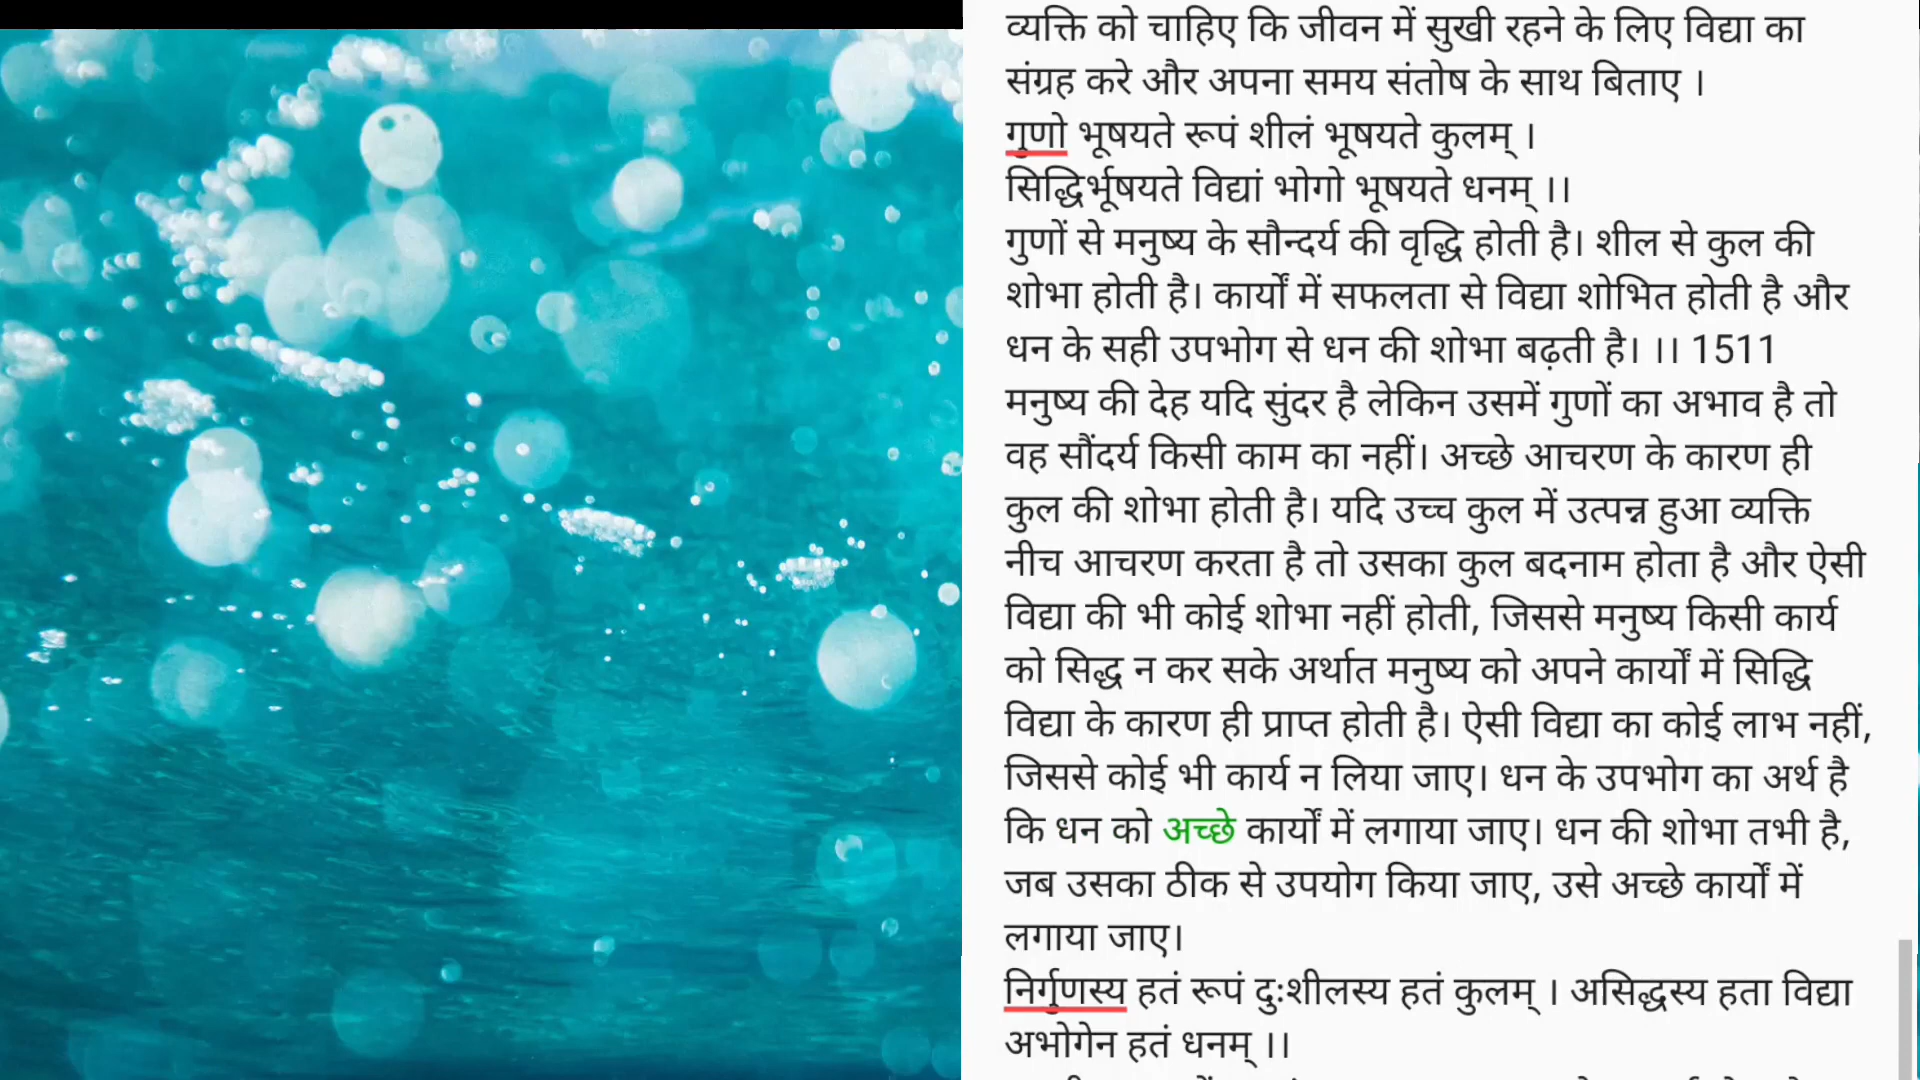 व्यक्ति को चाहिए कि जीवन में सुखी रहने के लिए विद्या का
संग्रह करे और अपना समय संतोष के साथ बिताए ।
गुणो भूषयते रूपं शीलं भूषयते कुलम् ।
सिद्धिर्भूषयते विद्यां भोगो भूषयते धनम् ।।
गुणों से मनुष्य के सौन्दर्य की वृद्धि होती है। शील से कुल की
शोभा होती है। कार्यों में सफलता से विद्या शोभित होती है और
धन के सही उपभोग से धन की शोभा बढ़ती है। ।। 1511
मनुष्य की देह यदि सुंदर है लेकिन उसमें गुणों का अभाव है तो
वह सौंदर्य किसी काम का नहीं। अच्छे आचरण के कारण ही
कुल की शोभा होती है। यदि उच्च कुल में उत्पन्न हुआ व्यक्ति
नीच आचरण करता है तो उसका कुल बदनाम होता है और ऐसी
विद्या की भी कोई शोभा नहीं होती, जिससे मनुष्य किसी कार्य
को सिद्ध न कर सके अर्थात मनुष्य को अपने कार्यों में सिद्धि
विद्या के कारण ही प्राप्त होती है। ऐसी विद्या का कोई लाभ नहीं,
जिससे कोई भी कार्य न लिया जाए। धन के उपभोग का अर्थ है
कि धन को अच्छे कार्यों में लगाया जाए। धन की शोभा तभी है,
जब उसका ठीक से उपयोग किया जाए, उसे अच्छे कार्यों में
लगाया जाए।
निर्गुणस्य हतं रूपं दुःशीलस्य हतं कुलम् । असिद्धस्य हता विद्या
अभोगेन हतं धनम् ।।